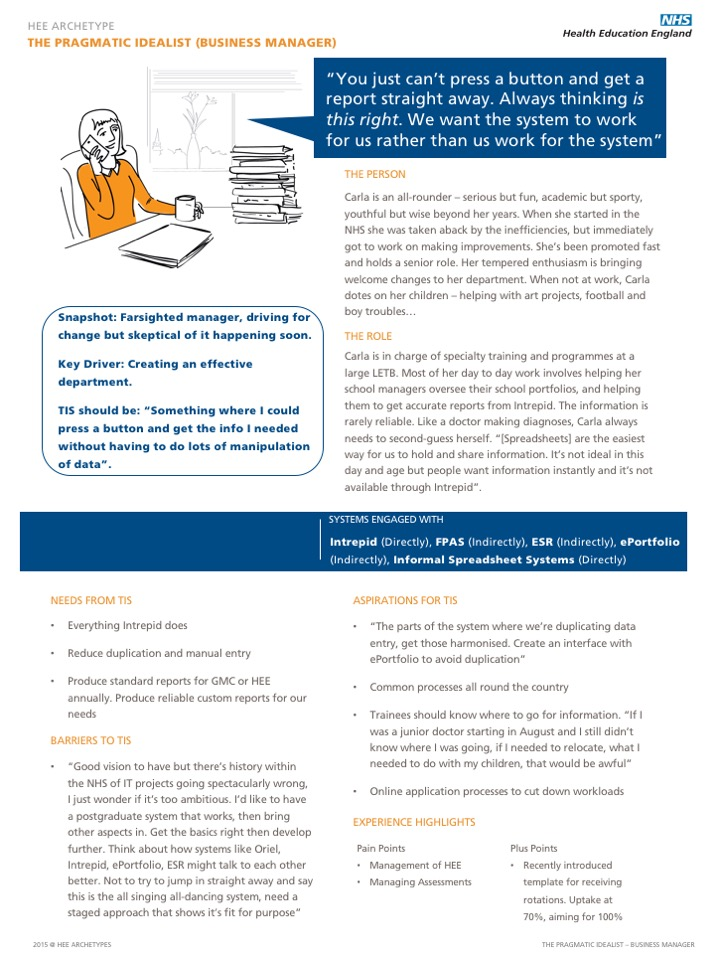 HEE ARCHETYPE
THE PRAGMATIC IDEALIST (BUSINESS MANAGER)
NHS
Health Education England
“You just can’t press a button and get a
report straight away. Always thinking is
this right. We want the system to work
for us rather than us work for the system”
THE PERSON
Carla is an all-rounder – serious but fun, academic but sporty,
youthful but wise beyond her years. When she started in the
NHS she was taken aback by the inefficiencies, but immediately
got to work on making improvements. She’s been promoted fast
and holds a senior role. Her tempered enthusiasm is bringing
welcome changes to her department. When not at work, Carla
dotes on her children – helping with art projects, football and
boy troubles…
Snapshot: Farsighted manager, driving for
change but skeptical of it happening soon.
Key Driver: Creating an effective
department.
TIS should be: “Something where I could
press a button and get the info I needed
without having to do lots of manipulation
of data”.
THE ROLE
Carla is in charge of specialty training and programmes at a
large LETB. Most of her day to day work involves helping her
school managers oversee their school portfolios, and helping
them to get accurate reports from Intrepid. The information is
rarely reliable. Like a doctor making diagnoses, Carla always
needs to second-guess herself. “[Spreadsheets] are the easiest
way for us to hold and share information. It’s not ideal in this
day and age but people want information instantly and it’s not
available through Intrepid”.
SYSTEMS ENGAGED WITH
Intrepid (Directly), FPAS (Indirectly), ESR (Indirectly), ePortfolio
(Indirectly), Informal Spreadsheet Systems (Directly)
NEEDS FROM TIS
• Everything Intrepid does
• Reduce duplication and manual entry
• Produce standard reports for GMC or HEE
annually. Produce reliable custom reports for our
needs
BARRIERS TO TIS
• “Good vision to have but there’s history within
the NHS of IT projects going spectacularly wrong,
I just wonder if it’s too ambitious. I’d like to have
a postgraduate system that works, then bring
other aspects in. Get the basics right then develop
further. Think about how systems like Oriel,
Intrepid, ePortfolio, ESR might talk to each other
better. Not to try to jump in straight away and say
this is the all singing all-dancing system, need a
staged approach that shows it’s fit for purpose”
ASPIRATIONS FOR TIS
• “The parts of the system where we’re duplicating data
entry, get those harmonised. Create an interface with
ePortfolio to avoid duplication”
• Common processes all round the country
• Trainees should know where to go for information. “If I
was a junior doctor starting in August and I still didn’t
know where I was going, if I needed to relocate, what I
needed to do with my children, that would be awful”
• Online application processes to cut down workloads
EXPERIENCE HIGHLIGHTS
Pain Points
• Management of HEE
• Managing Assessments
Plus Points
• Recently introduced
template for receiving
rotations. Uptake at
70%, aiming for 100%
2015 @ HEE ARCHETYPES
THE PRAGMATIC IDEALIST – BUSINESS MANAGER